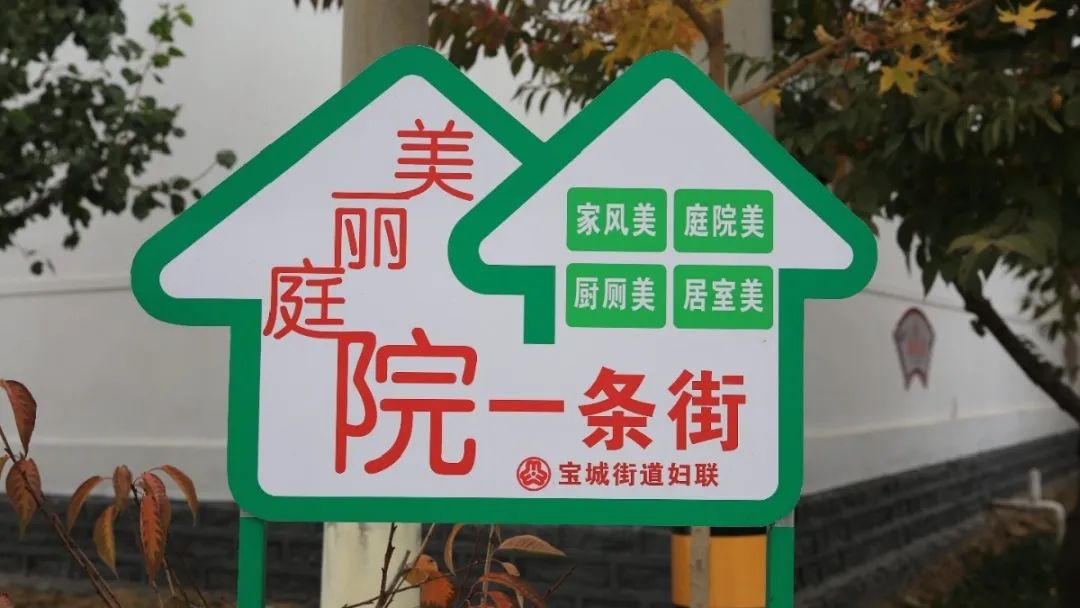 美丽庭院一条街
家风美 庭院美
厨厕美 居室美
宝城街道妇联